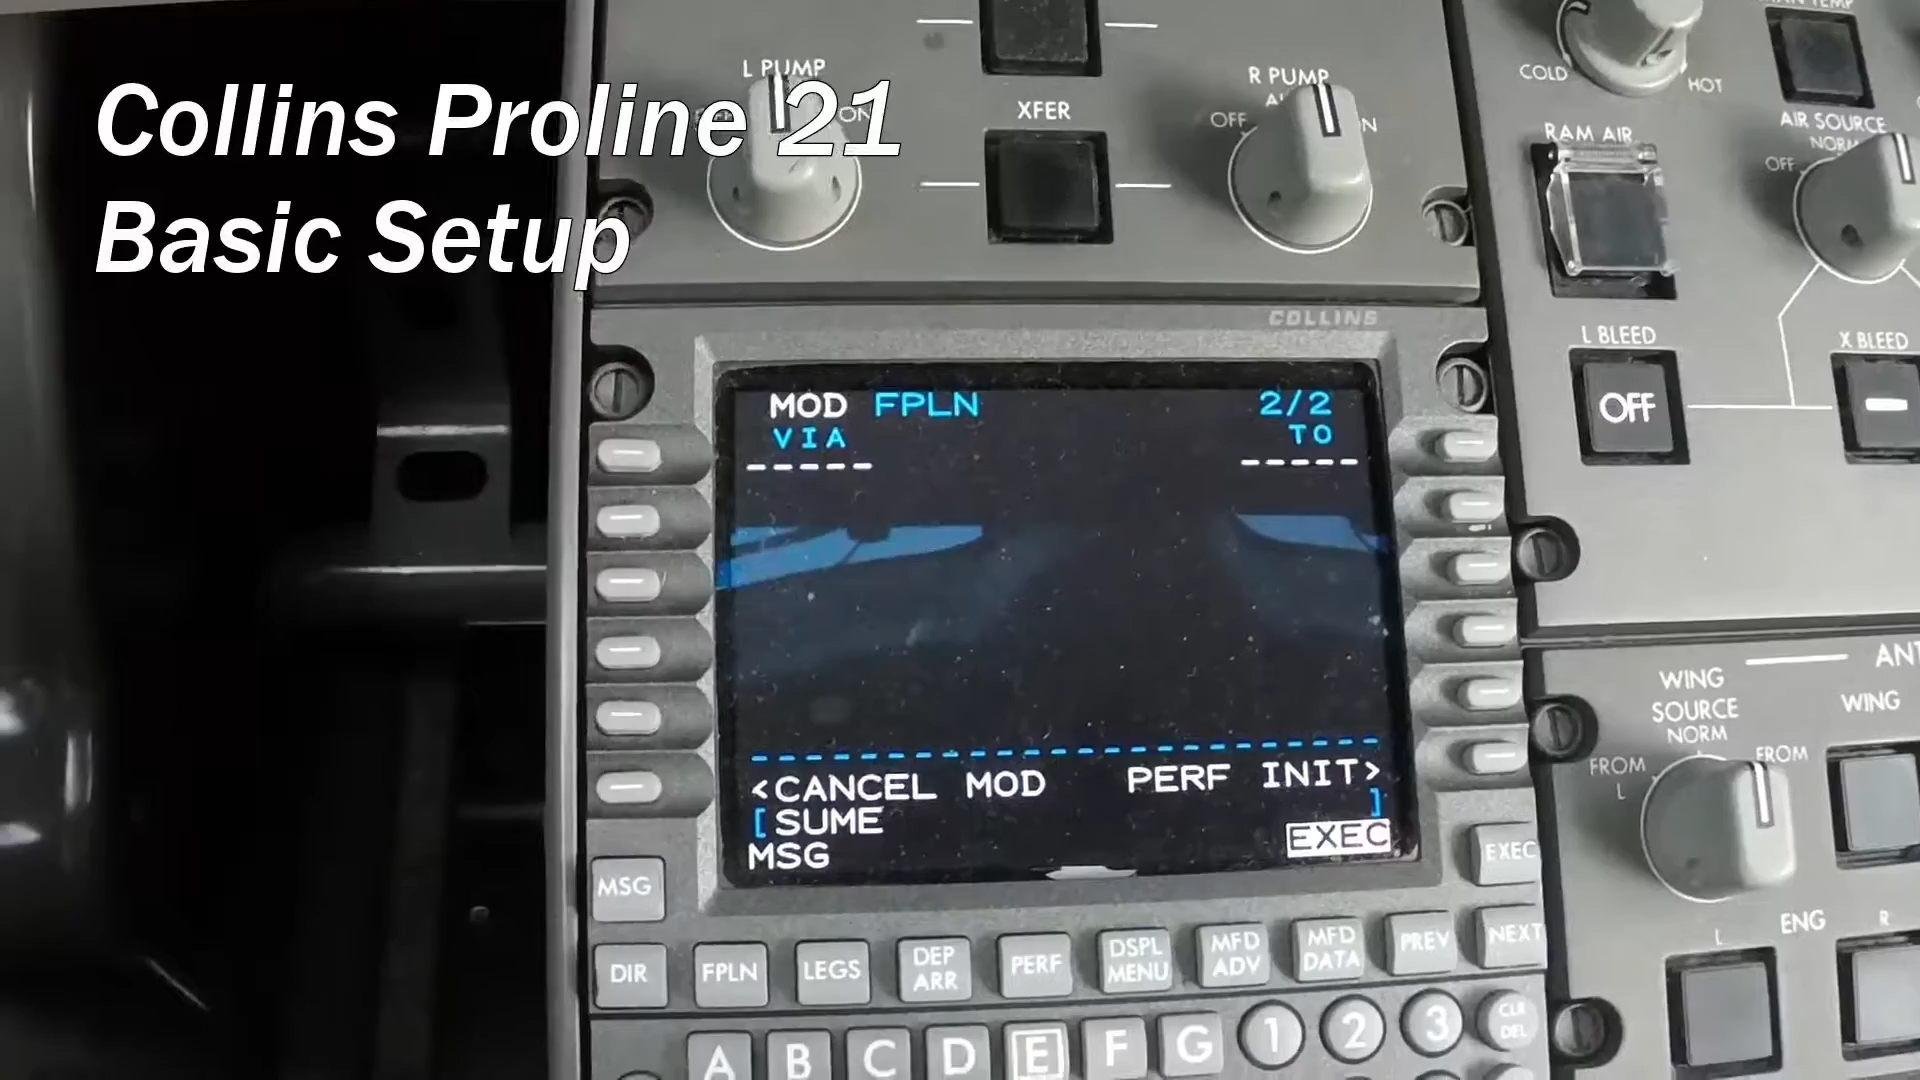 Collins Proline 21
Basic Setup
L PUMP
ON
XFER
R PUMP
OFF
COLD
HOT
RAM AIR
AIR SOURCE
NORM
OFF
L BLEED
X BLEED
OFF
COLLINS
MOD FPLN 2/2
VIA TO
----- -----
<CANCEL MOD PERF INIT>
[SUME ]
MSG EXEC
MSG
EXEC
DIR
FPLN
LEGS
DEP ARR
PERF
DSPL MENU
MFD ADV
MFD DATA
PREV
NEXT
A B C D E F G 1 2 3 CLR DEL
WING SOURCE
NORM
FROM L
FROM
WING
L
ENG
R